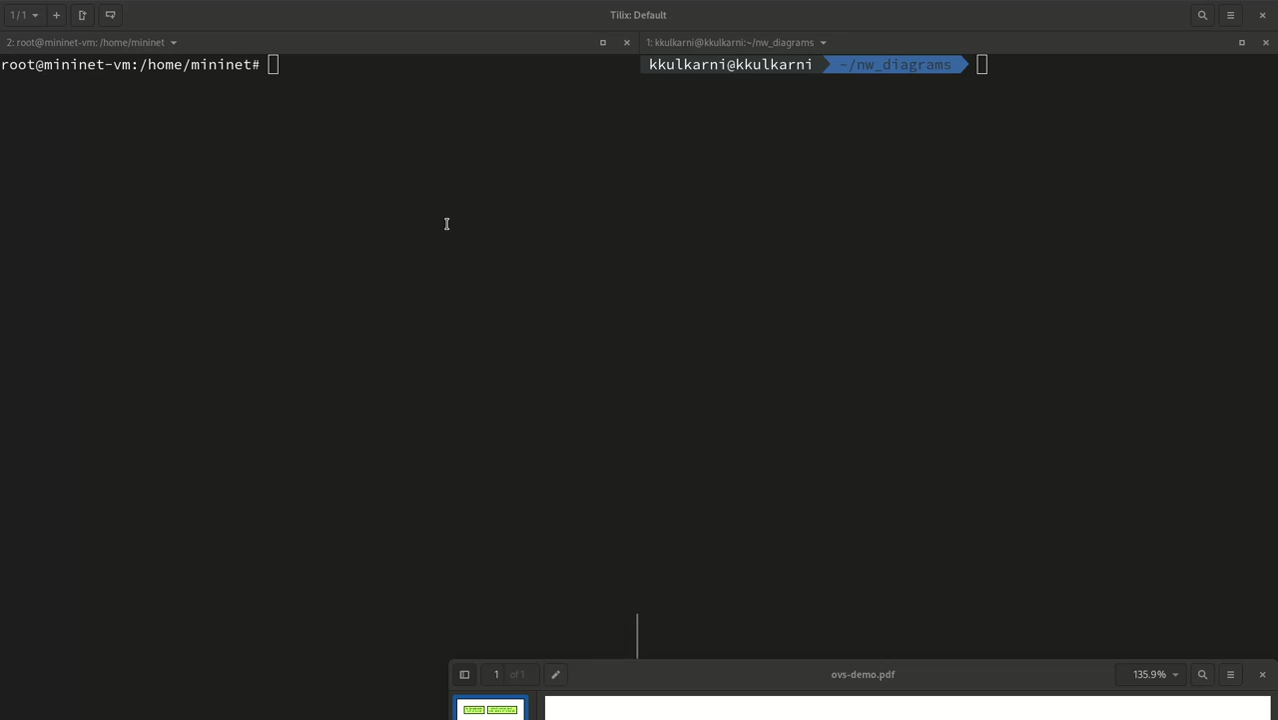 1 / 1
Tilix: Default
2: root@mininet-vm: /home/mininet
1: kkulkarni@kkulkarni:~/nw_diagrams
root@mininet-vm:/home/mininet#
kkulkarni@kkulkarni ~/nw_diagrams
1 of 1
ovs-demo.pdf
135.9%